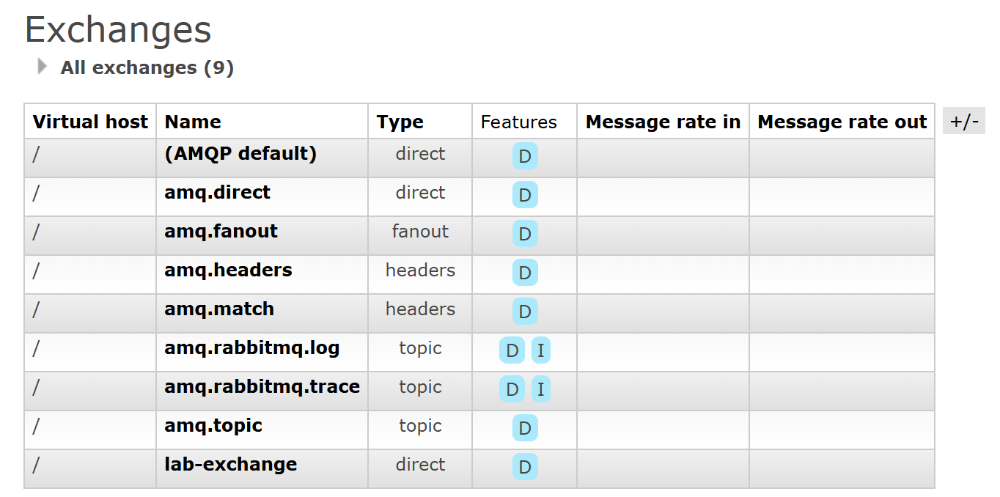 Exchanges
All exchanges (9)
Virtual host Name Type Features Message rate in Message rate out +/-
/ (AMQP default) direct D
/ amq.direct direct D
/ amq.fanout fanout D
/ amq.headers headers D
/ amq.match headers D
/ amq.rabbitmq.log topic D I
/ amq.rabbitmq.trace topic D I
/ amq.topic topic D
/ lab-exchange direct D